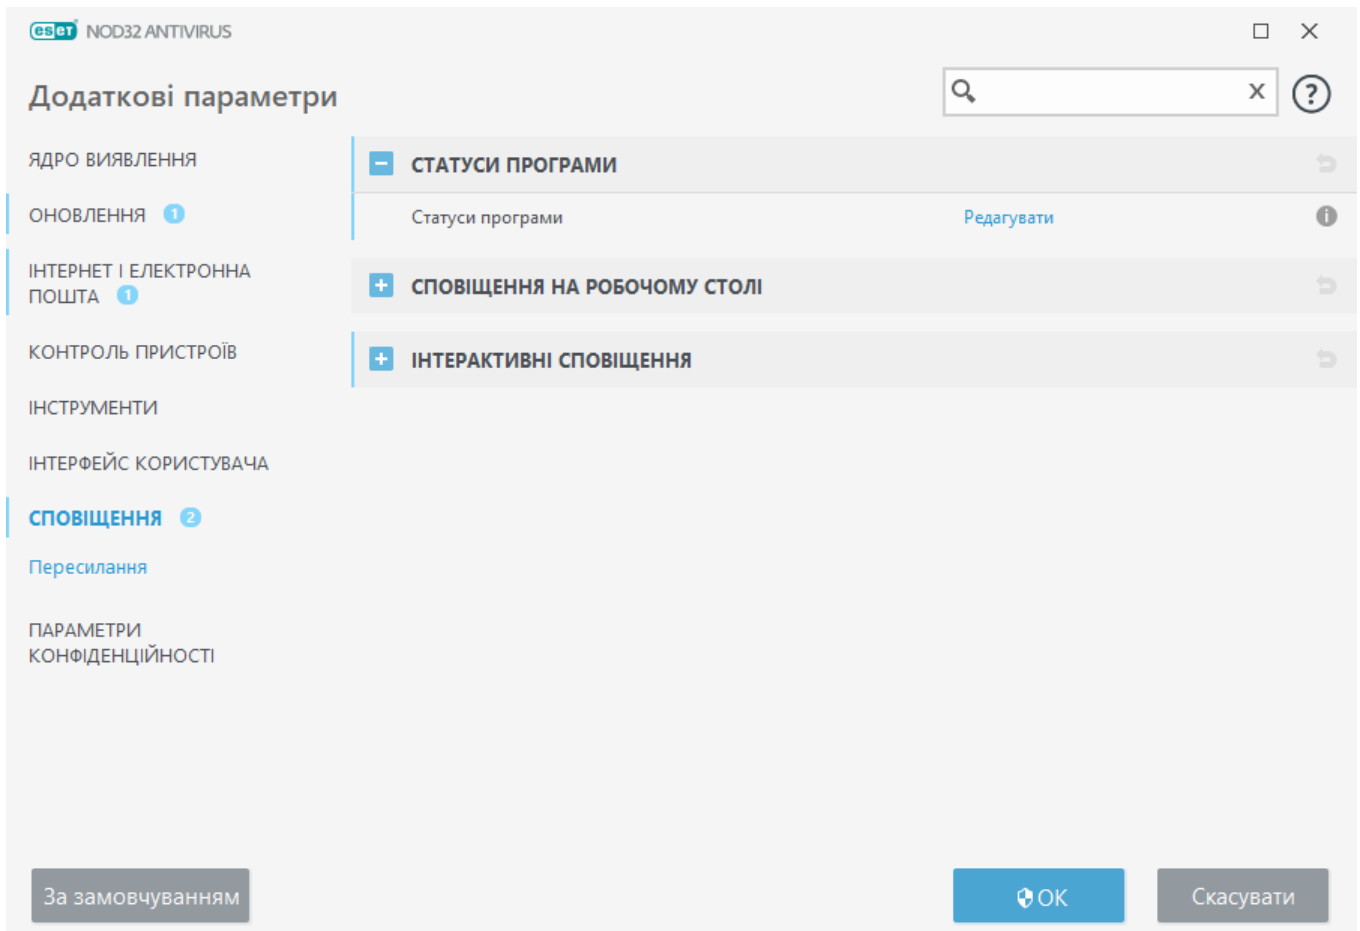 eset NOD32 ANTIVIRUS
Додаткові параметри
x
?
ЯДРО ВИЯВЛЕННЯ
ОНОВЛЕННЯ 1
ІНТЕРНЕТ І ЕЛЕКТРОННА
ПОШТА 1
КОНТРОЛЬ ПРИСТРОЇВ
ІНСТРУМЕНТИ
ІНТЕРФЕЙС КОРИСТУВАЧА
СПОВІЩЕННЯ 2
Пересилання
ПАРАМЕТРИ
КОНФІДЕНЦІЙНОСТІ
СТАТУСИ ПРОГРАМИ
Статуси програми Редагувати i
СПОВІЩЕННЯ НА РОБОЧОМУ СТОЛІ
ІНТЕРАКТИВНІ СПОВІЩЕННЯ
За замовчуванням
OK
Скасувати